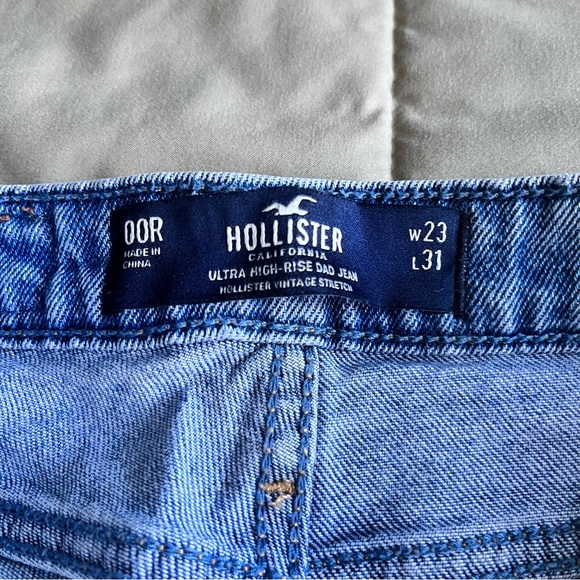 00R
MADE IN
CHINA
HOLLISTER
CALIFORNIA
ULTRA HIGH-RISE DAD JEAN
HOLLISTER VINTAGE STRETCH
W23
L31